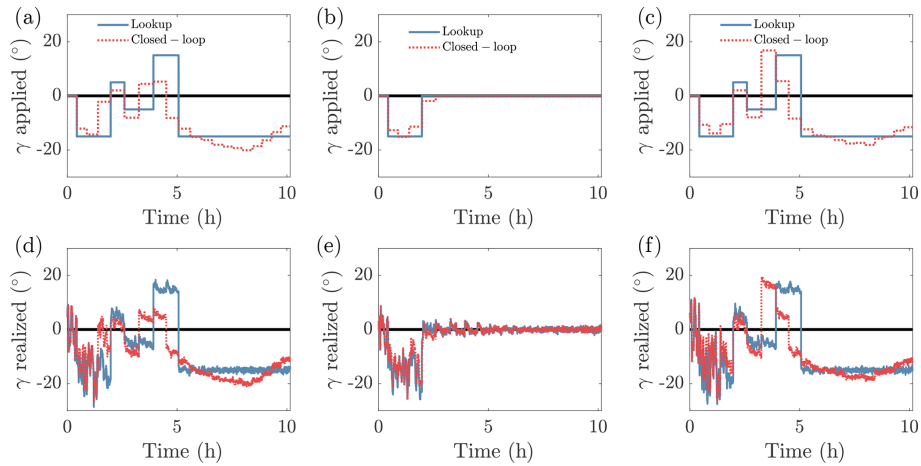 (a)
Lookup
Closed − loop
γ applied (°)
20
0
-20
0
5
10
Time (h)
(b)
Lookup
Closed − loop
γ applied (°)
20
0
-20
0
5
10
Time (h)
(c)
Lookup
Closed − loop
γ applied (°)
20
0
-20
0
5
10
Time (h)
(d)
γ realized (°)
20
0
-20
0
5
10
Time (h)
(e)
γ realized (°)
20
0
-20
0
5
10
Time (h)
(f)
γ realized (°)
20
0
-20
0
5
10
Time (h)